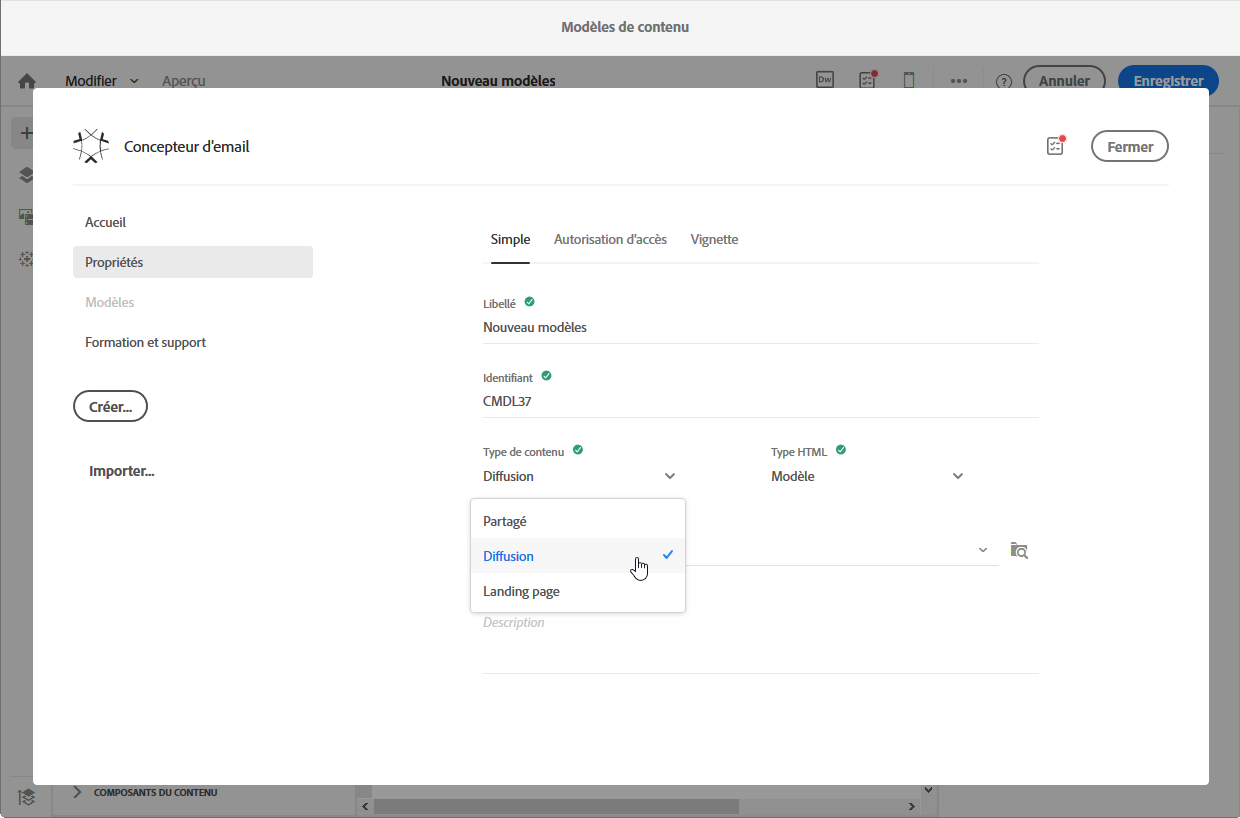 Modèles de contenu
Modifier
Aperçu
Nouveau modèles
Dw
?
Annuler
Enregistrer
Concepteur d'email
Fermer
Accueil
Propriétés
Modèles
Formation et support
Créer...
Importer...
Simple
Autorisation d'accès
Vignette
Libellé
Nouveau modèles
Identifiant
CMDL37
Type de contenu
Diffusion
Type HTML
Modèle
Partagé
Diffusion
Landing page
Description
COMPOSANTS DU CONTENU